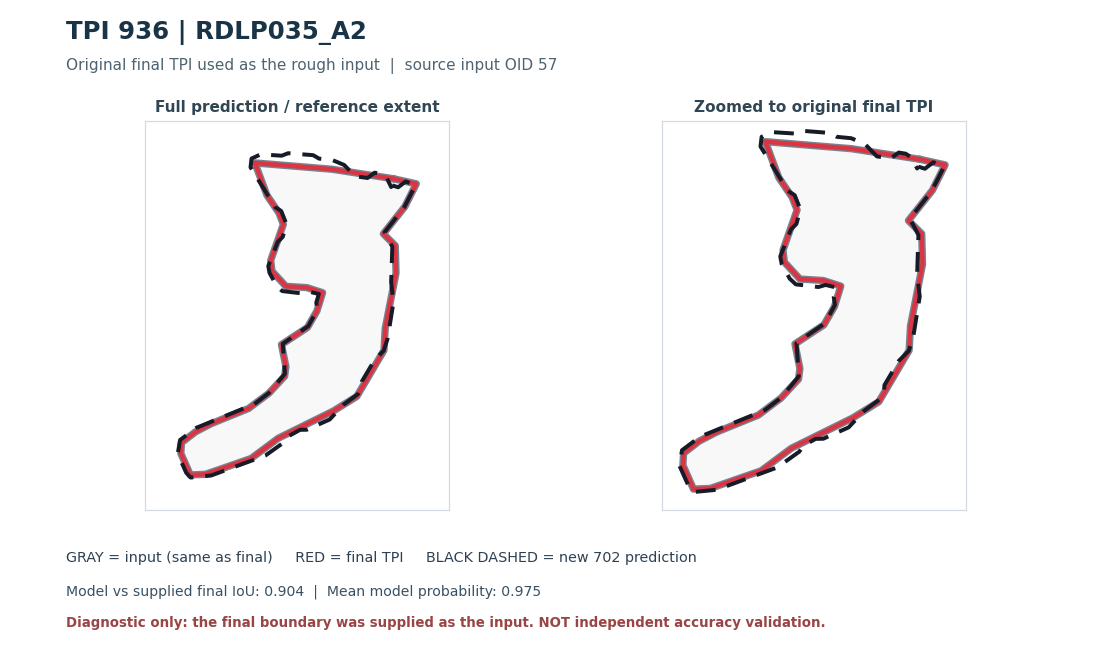 TPI 936 | RDLP035_A2
Original final TPI used as the rough input | source input OID 57
Full prediction / reference extent
Zoomed to original final TPI
GRAY = input (same as final) RED = final TPI BLACK DASHED = new 702 prediction
Model vs supplied final IoU: 0.904 | Mean model probability: 0.975
Diagnostic only: the final boundary was supplied as the input. NOT independent accuracy validation.